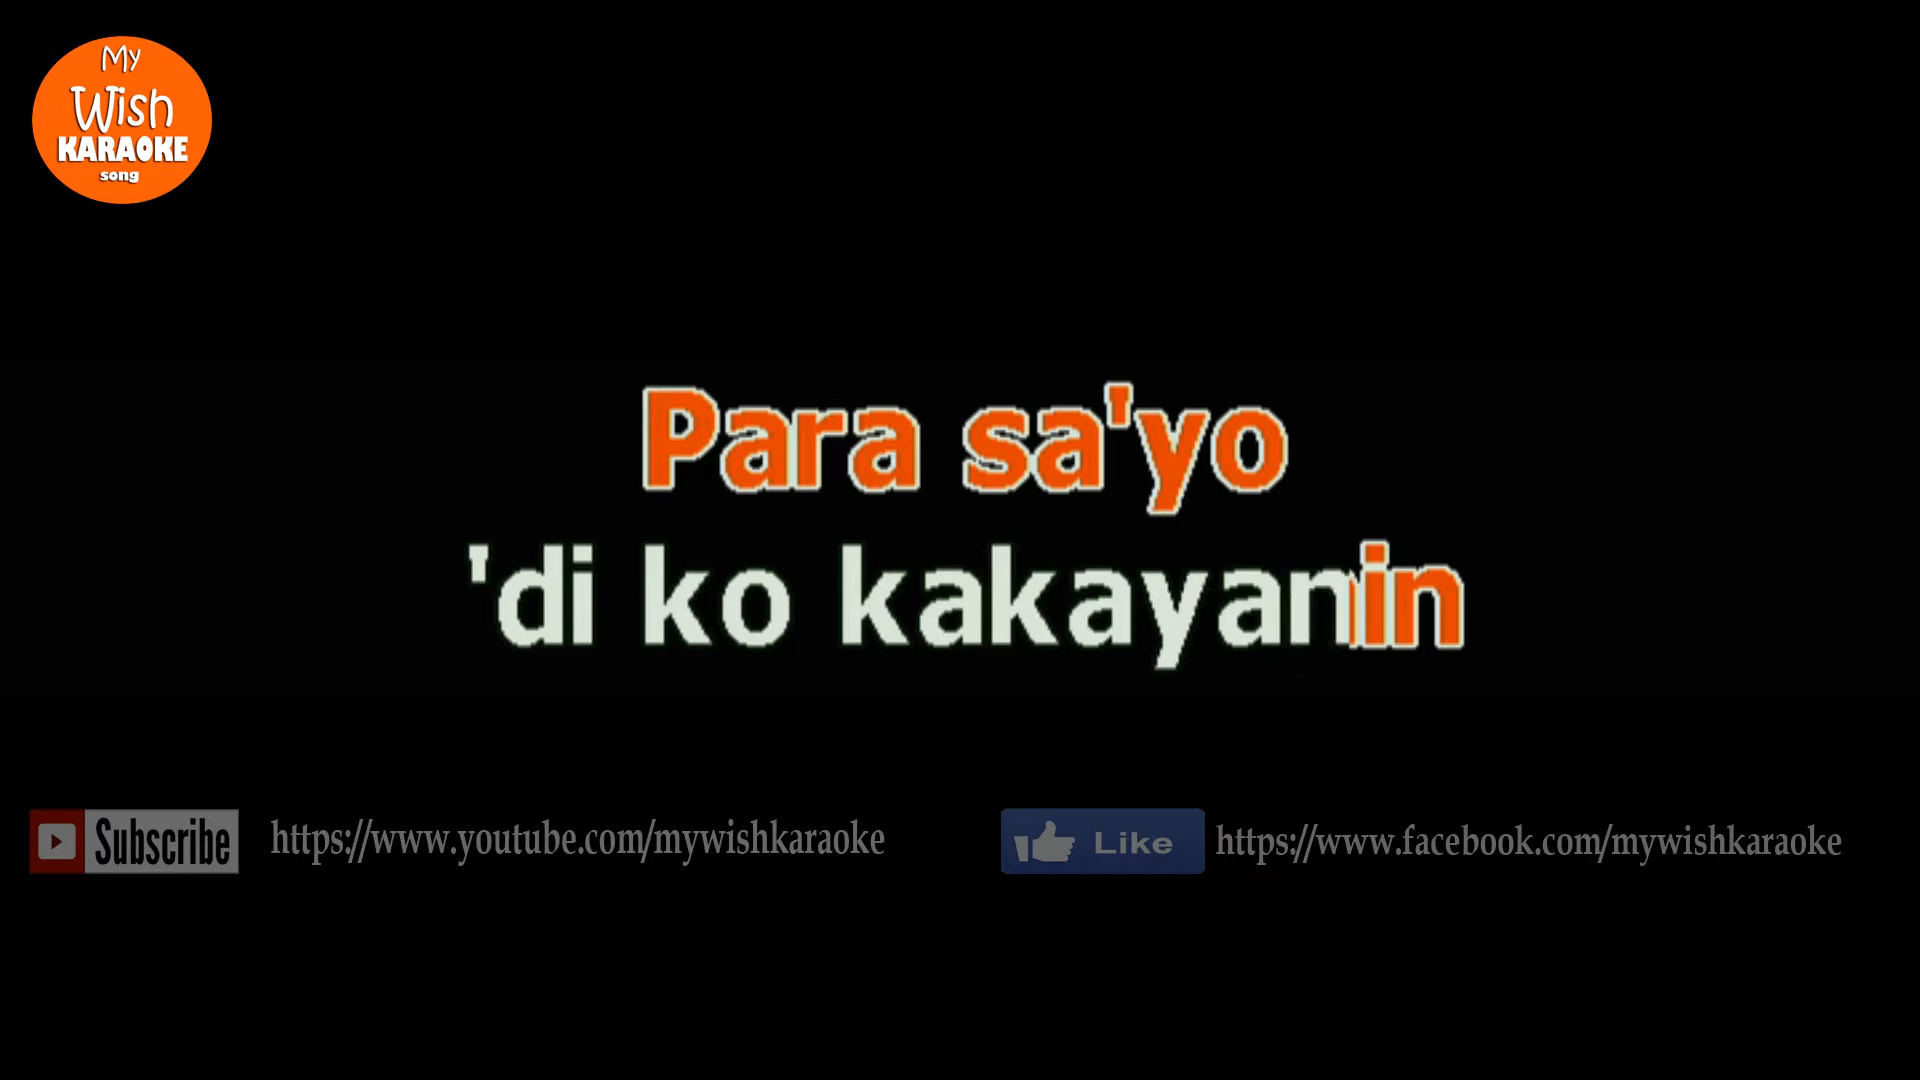 My
Wish
KARAOKE
song
Para sa'yo
'di ko kakayanin
Subscribe https://www.youtube.com/mywishkaraoke
Like https://www.facebook.com/mywishkaraoke